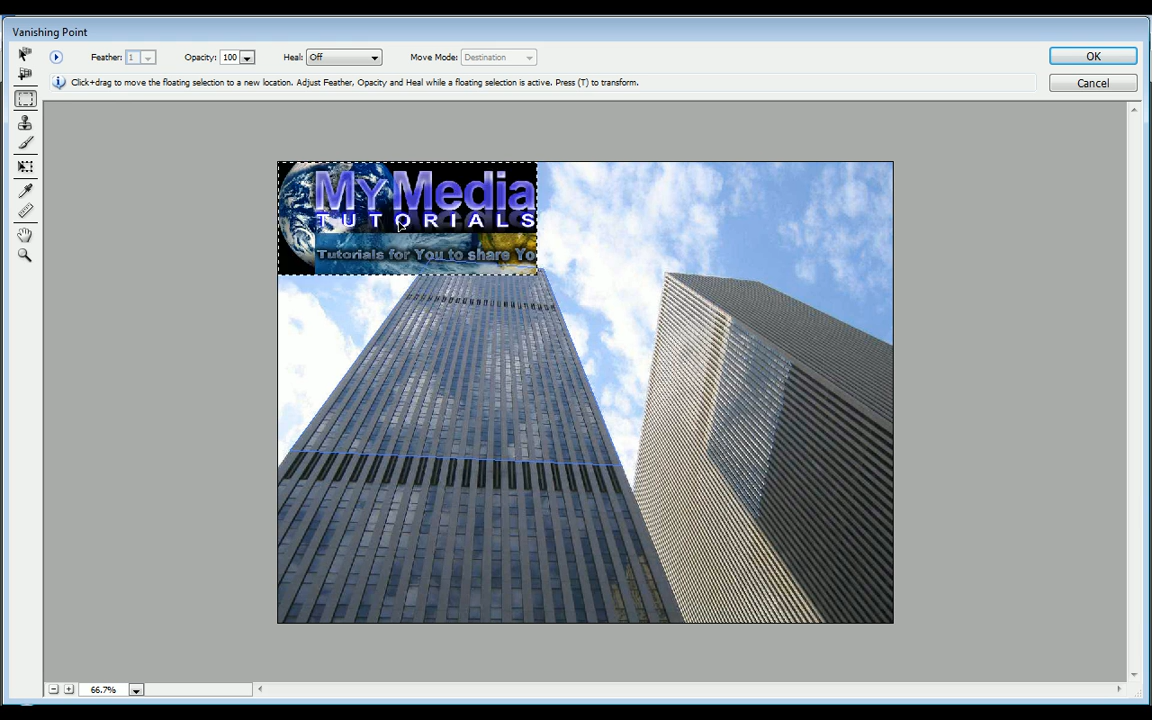 Vanishing Point
Feather: 1 Opacity: 100 Heal: Off Move Mode: Destination
OK
Click+drag to move the floating selection to a new location. Adjust Feather, Opacity and Heal while a floating selection is active. Press (T) to transform.
Cancel
MyMedia
TUTORIALS
Tutorials for You to share Yo
66.7%